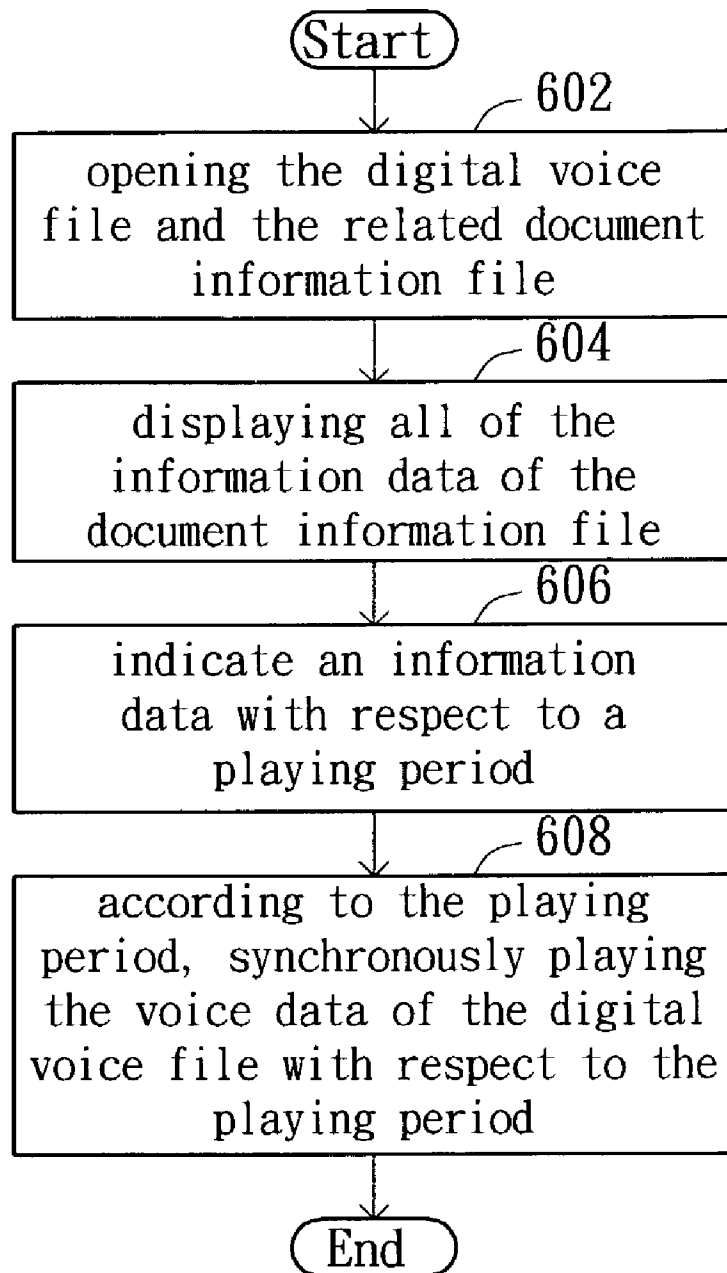 Start
602
opening the digital voice
file and the related document
information file
604
displaying all of the
information data of the
document information file
606
indicate an information
data with respect to a
playing period
608
according to the playing
period, synchronously playing
the voice data of the digital
voice file with respect to the
playing period
End